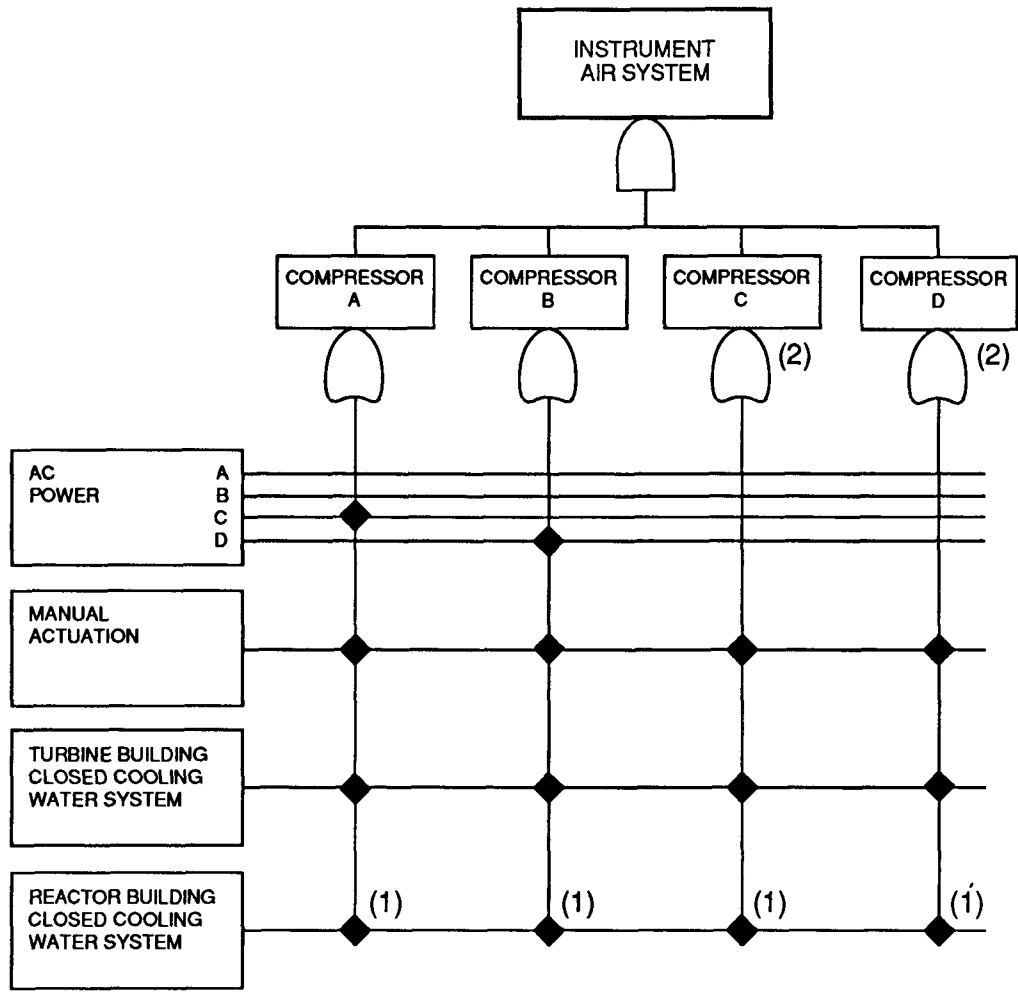 INSTRUMENT
AIR SYSTEM
COMPRESSOR
A
COMPRESSOR
B
COMPRESSOR
C
COMPRESSOR
D
(2)
(2)
AC
POWER
A
B
C
D
MANUAL
ACTUATION
TURBINE BUILDING
CLOSED COOLING
WATER SYSTEM
REACTOR BUILDING
CLOSED COOLING
WATER SYSTEM
(1)
(1)
(1)
(1)